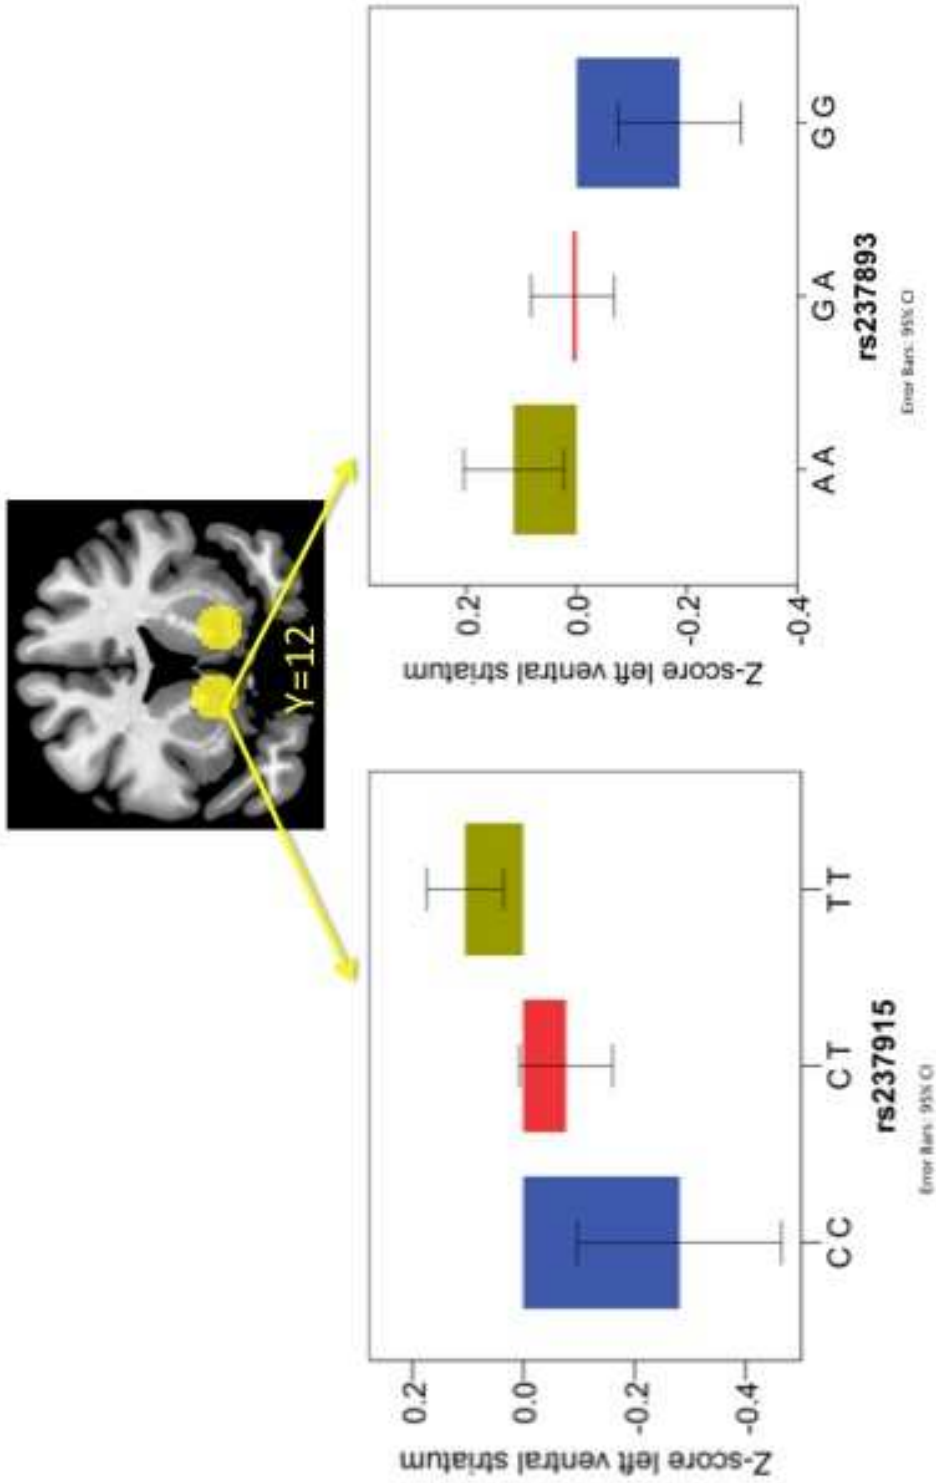 Y=12
Z-score left ventral striatum
0.2
0.0
-0.2
-0.4
CC
CT
TT
rs237915
Error Bars: 95% CI
Z-score left ventral striatum
0.2
0.0
-0.2
-0.4
AA
GA
GG
rs237893
Error Bars: 95% CI